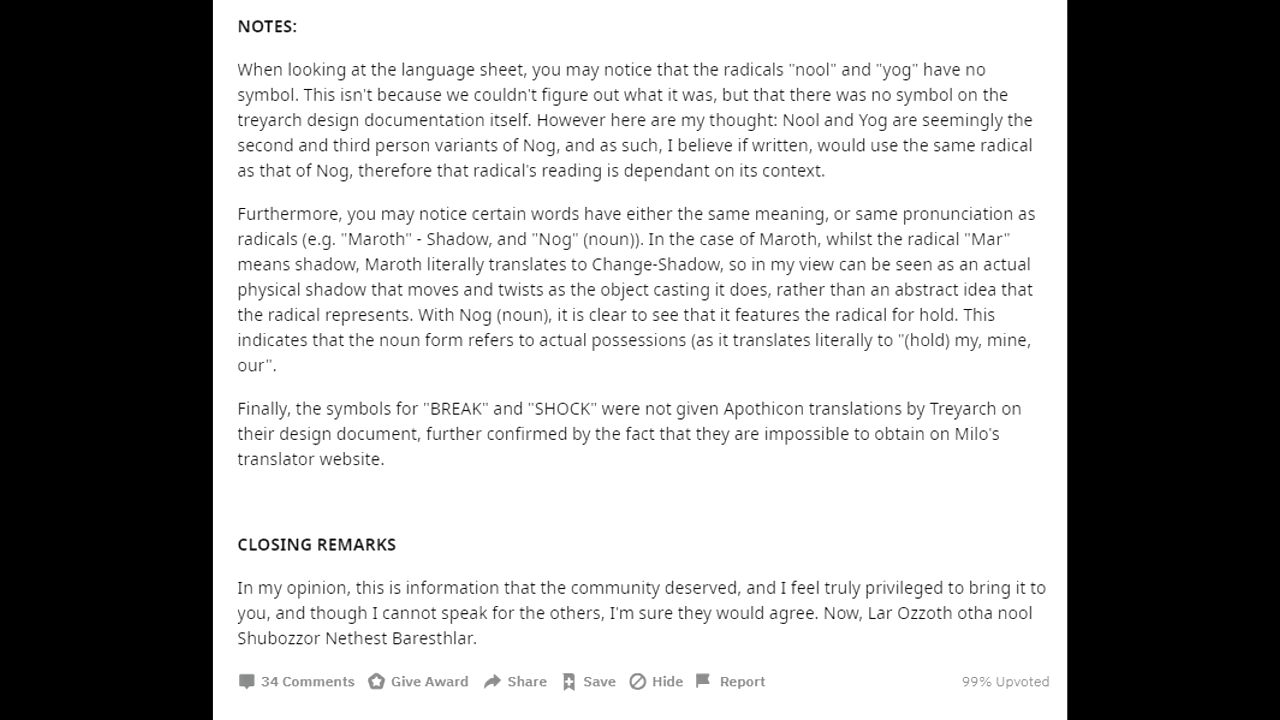 NOTES:
When looking at the language sheet, you may notice that the radicals "nool" and "yog" have no
symbol. This isn't because we couldn't figure out what it was, but that there was no symbol on the
treyarch design documentation itself. However here are my thought: Nool and Yog are seemingly the
second and third person variants of Nog, and as such, I believe if written, would use the same radical
as that of Nog, therefore that radical's reading is dependant on its context.
Furthermore, you may notice certain words have either the same meaning, or same pronunciation as
radicals (e.g. "Maroth" - Shadow, and "Nog" (noun)). In the case of Maroth, whilst the radical "Mar"
means shadow, Maroth literally translates to Change-Shadow, so in my view can be seen as an actual
physical shadow that moves and twists as the object casting it does, rather than an abstract idea that
the radical represents. With Nog (noun), it is clear to see that it features the radical for hold. This
indicates that the noun form refers to actual possessions (as it translates literally to "(hold) my, mine,
our".
Finally, the symbols for "BREAK" and "SHOCK" were not given Apothicon translations by Treyarch on
their design document, further confirmed by the fact that they are impossible to obtain on Milo's
translator website.
CLOSING REMARKS
In my opinion, this is information that the community deserved, and I feel truly privileged to bring it to
you, and though I cannot speak for the others, I'm sure they would agree. Now, Lar Ozzoth otha nool
Shubozzor Nethest Baresthlar.
34 Comments Give Award Share Save Hide Report 99% Upvoted